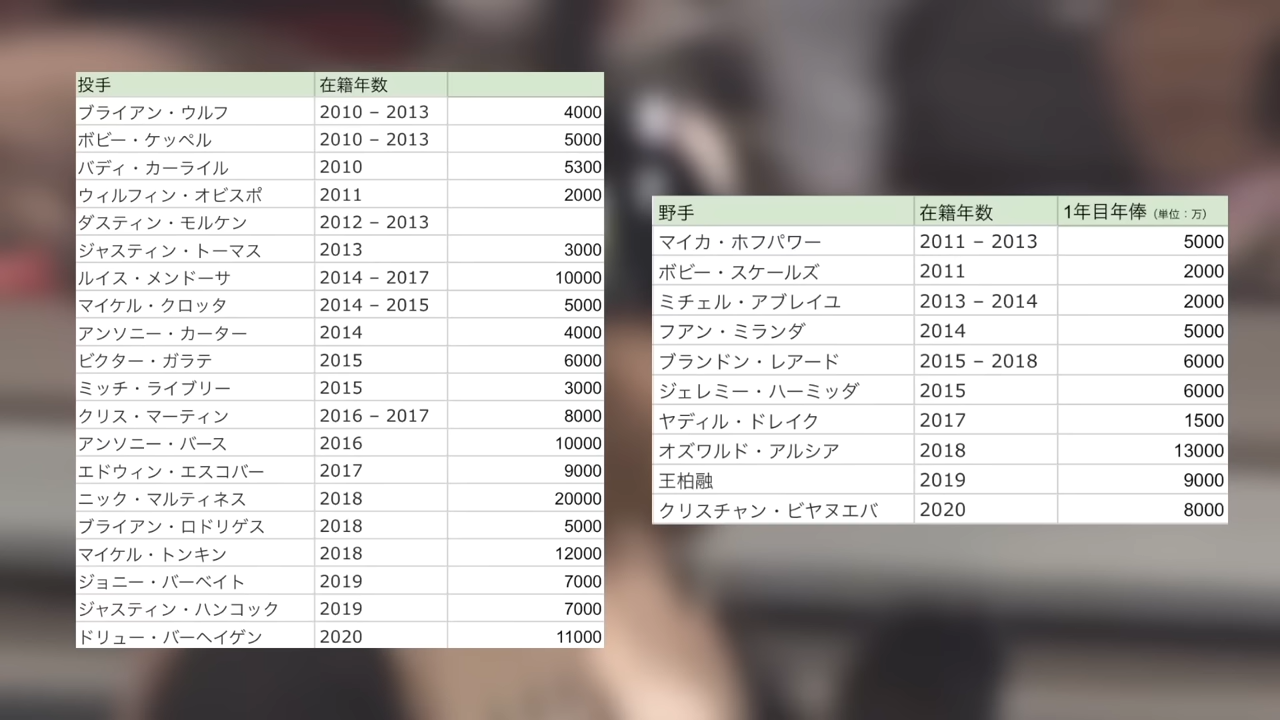 投手 在籍年数
ブライアン・ウルフ 2010 – 2013 4000
ボビー・ケッペル 2010 – 2013 5000
バディ・カーライル 2010 5300
ウィルフィン・オビスポ 2011 2000
ダスティン・モルケン 2012 – 2013
ジャスティン・トーマス 2013 3000
ルイス・メンドーサ 2014 – 2017 10000
マイケル・クロッタ 2014 – 2015 5000
アンソニー・カーター 2014 4000
ビクター・ガラテ 2015 6000
ミッチ・ライブリー 2015 3000
クリス・マーティン 2016 – 2017 8000
アンソニー・バース 2016 10000
エドウィン・エスコバー 2017 9000
ニック・マルティネス 2018 20000
ブライアン・ロドリゲス 2018 5000
マイケル・トンキン 2018 12000
ジョニー・バーベイト 2019 7000
ジャスティン・ハンコック 2019 7000
ドリュー・バーヘイゲン 2020 11000
野手 在籍年数 1年目年俸（単位：万）
マイカ・ホフパワー 2011 – 2013 5000
ボビー・スケールズ 2011 2000
ミチェル・アブレイユ 2013 – 2014 2000
フアン・ミランダ 2014 5000
ブランドン・レアード 2015 – 2018 6000
ジェレミー・ハーミッダ 2015 6000
ヤディル・ドレイク 2017 1500
オズワルド・アルシア 2018 13000
王柏融 2019 9000
クリスチャン・ビヤヌエバ 2020 8000